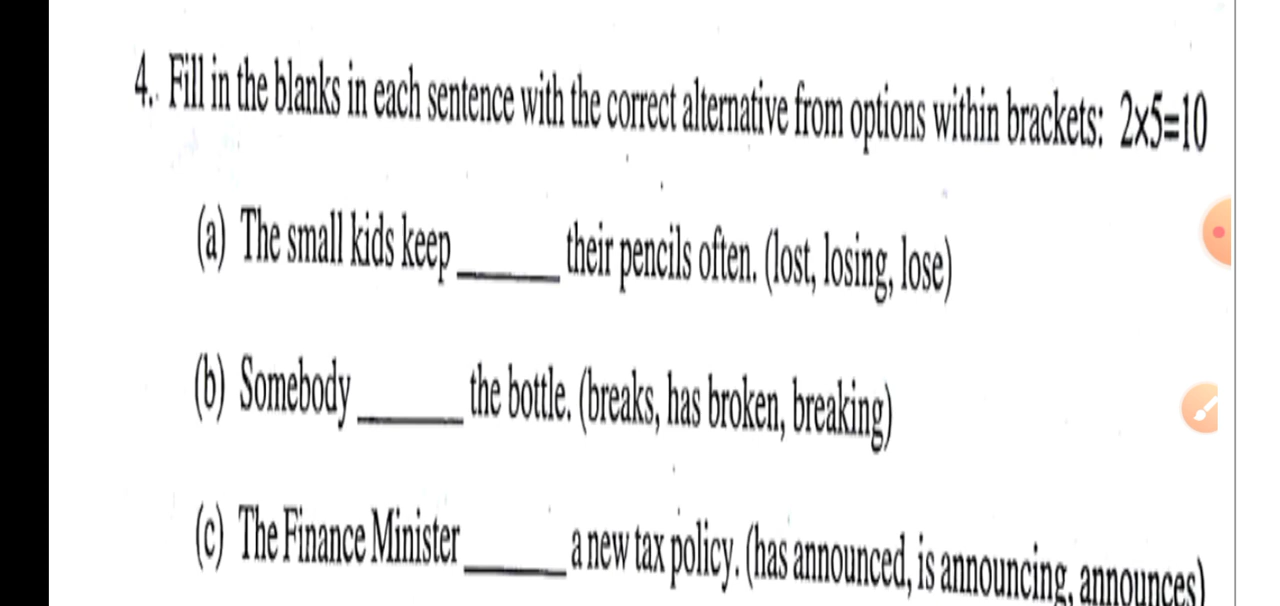 4. Fill in the blanks in each sentence with the correct alternative from options within brackets: 2x5=10
(a) The small kids keep ______ their pencils often. (lost, losing, lose)
(b) Somebody ______ the bottle. (breaks, has broken, breaking)
(c) The Finance Minister ______ a new tax policy. (has announced, is announcing, announces)